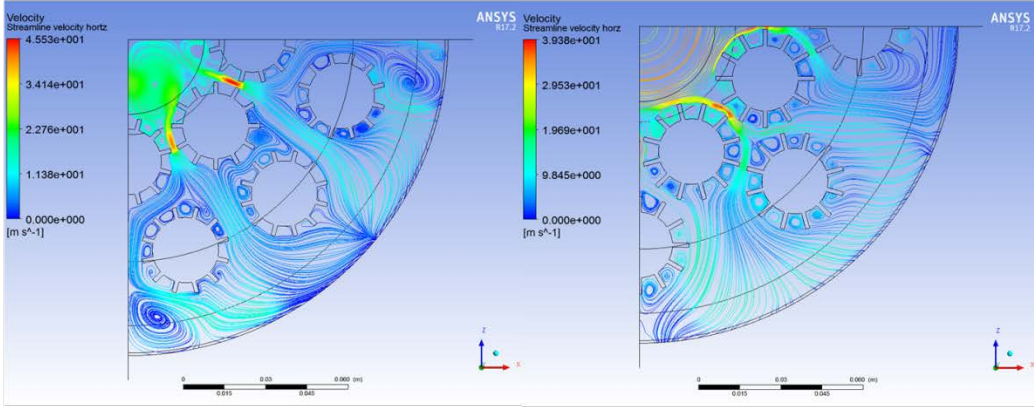 Velocity
Streamline velocity hortz
4.553e+001
3.414e+001
2.276e+001
1.138e+001
0.000e+000
[m s^-1]
ANSYS
R17.2
Z
X
0 0.03 0.060 (m)
0.015 0.045
Velocity
Streamline velocity hortz
3.938e+001
2.953e+001
1.969e+001
9.845e+000
0.000e+000
[m s^-1]
ANSYS
R17.2
Z
X
0 0.03 0.060 (m)
0.015 0.045